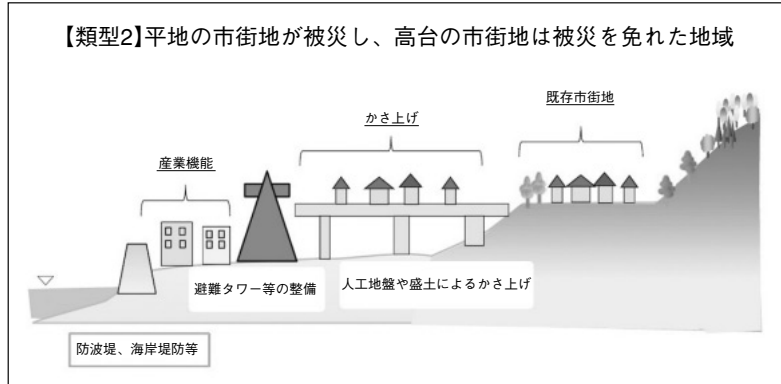 【類型2】平地の市街地が被災し、高台の市街地は被災を免れた地域
既存市街地
かさ上げ
産業機能
避難タワー等の整備
人工地盤や盛土によるかさ上げ
防波堤、海岸堤防等